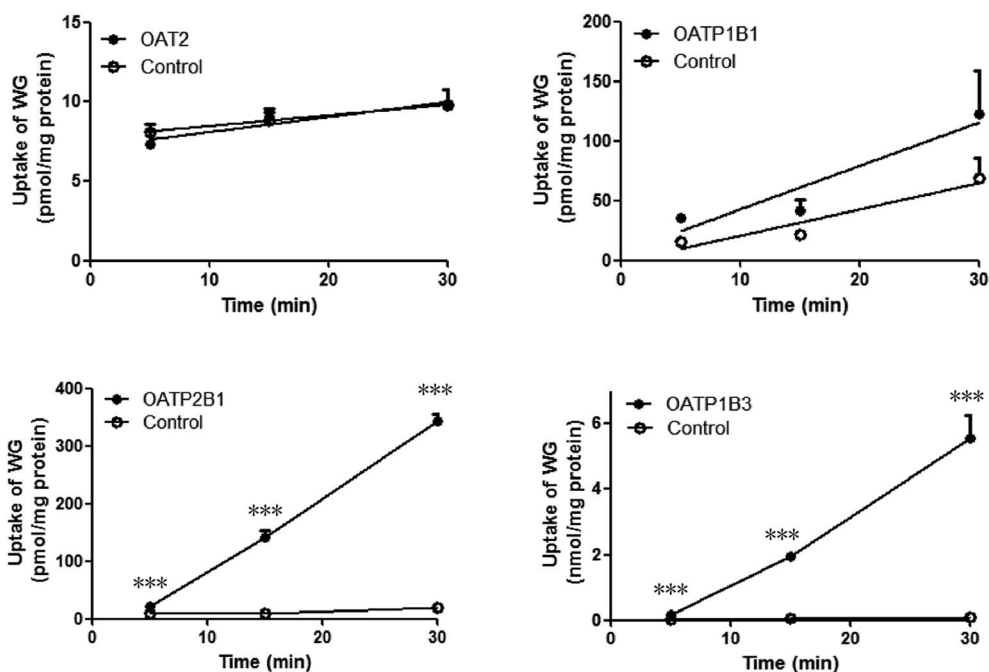 OAT2
Control
Uptake of WG
(pmol/mg protein)
15
10
5
0
0 10 20 30
Time (min)
OATP1B1
Control
Uptake of WG
(pmol/mg protein)
200
150
100
50
0
0 10 20 30
Time (min)
OATP2B1
Control
Uptake of WG
(pmol/mg protein)
400
300
200
100
0
***
***
***
0 10 20 30
Time (min)
OATP1B3
Control
Uptake of WG
(nmol/mg protein)
6
4
2
0
***
***
***
0 10 20 30
Time (min)